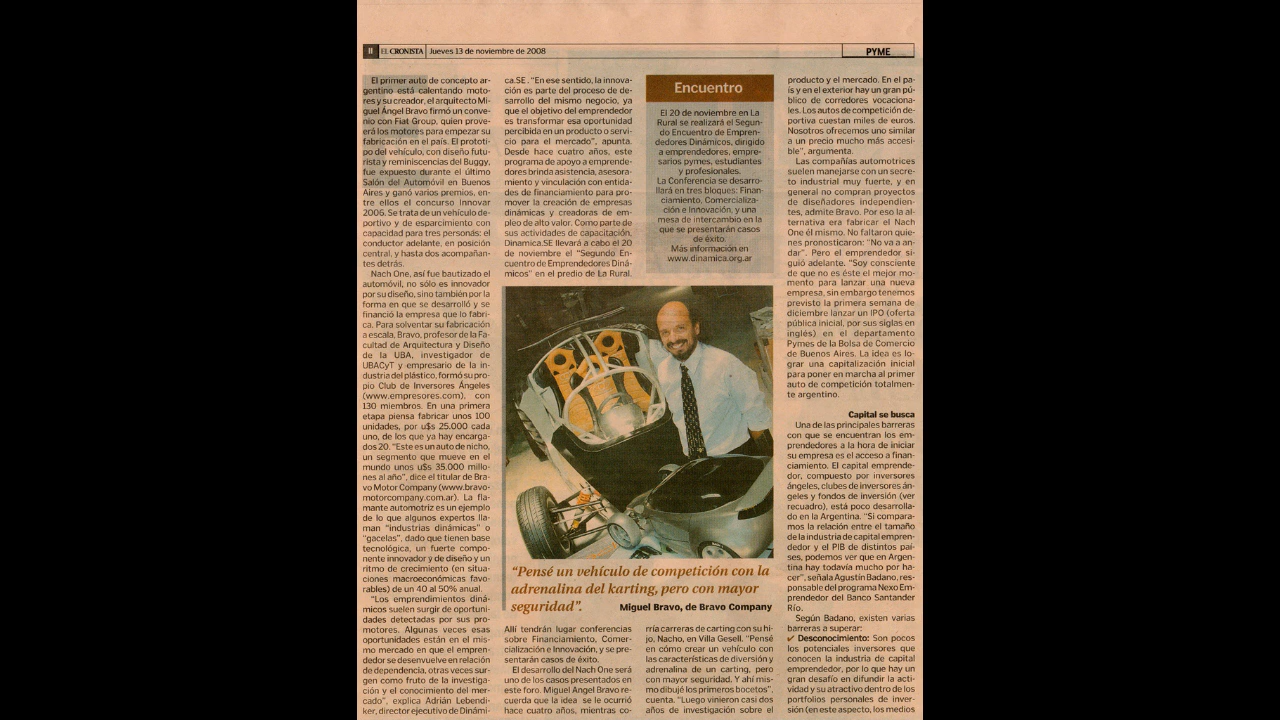 II EL CRONISTA Jueves 13 de noviembre de 2008
PYME
El primer auto de concepto ar-
gentino está calentando moto-
res y su creador, el arquitecto Mi-
guel Ángel Bravo firmó un conve-
nio con Fiat Group, quien prove-
erá los motores para empezar su
fabricación en el país. El prototi-
po del vehículo, con diseño futu-
rista y reminiscencias del Buggy,
fue expuesto durante el último
Salón del Automóvil en Buenos
Aires y ganó varios premios, en-
tre ellos el concurso Innovar
2006. Se trata de un vehículo de-
portivo y de esparcimiento con
capacidad para tres personas: el
conductor adelante, en posición
central, y hasta dos acompañan-
tes detrás.
Nach One, así fue bautizado el
automóvil, no sólo es innovador
por su diseño, sino también por la
forma en que se desarrolló y se
financió la empresa que lo fabri-
ca. Para solventar su fabricación
a escala, Bravo, profesor de la Fa-
cultad de Arquitectura y Diseño
de la UBA, investigador de
UBACyT y empresario de la in-
dustria del plástico, formó su pro-
pio Club de Inversores Ángeles
(www.empresores.com), con
130 miembros. En una primera
etapa piensa fabricar unos 100
unidades, por u$s 25.000 cada
uno, de los que ya hay encarga-
dos 20. "Este es un auto de nicho,
un segmento que mueve en el
mundo unos u$s 35.000 millo-
nes al año", dice el titular de Bra-
vo Motor Company (www.bravo-
motorcompany.com.ar). La fla-
mante automotriz es un ejemplo
de lo que algunos expertos lla-
man "industrias dinámicas" o
"gacelas", dado que tienen base
tecnológica, un fuerte compo-
nente innovador y de diseño y un
ritmo de crecimiento (en situa-
ciones macroeconómicas favo-
rables) de un 40 al 50% anual.
"Los emprendimientos diná-
micos suelen surgir de oportuni-
dades detectadas por sus pro-
motores. Algunas veces esas
oportunidades están en el mis-
mo mercado en que el empren-
dedor se desenvuelve en relación
de dependencia, otras veces sur-
gen como fruto de la investiga-
ción y el conocimiento del mer-
cado", explica Adrián Lebendi-
ker, director ejecutivo de Dinámi-
ca.SE . "En ese sentido, la innova-
ción es parte del proceso de de-
sarrollo del mismo negocio, ya
que el objetivo del emprendedor
es transformar esa oportunidad
percibida en un producto o servi-
cio para el mercado", apunta.
Desde hace cuatro años, este
programa de apoyo a emprende-
dores brinda asistencia, asesora-
miento y vinculación con entida-
des de financiamiento para pro-
mover la creación de empresas
dinámicas y creadoras de em-
pleo de alto valor. Como parte de
sus actividades de capacitación,
Dinamica.SE llevará a cabo el 20
de noviembre el "Segundo En-
cuentro de Emprendedores Diná-
micos" en el predio de La Rural.
Encuentro
El 20 de noviembre en La
Rural se realizará el Segun-
do Encuentro de Empren-
dedores Dinámicos, dirigido
a emprendedores, empre-
sarios pymes, estudiantes
y profesionales.
La Conferencia se desarro-
llará en tres bloques: Finan-
ciamiento, Comercializa-
ción e Innovación, y una
mesa de intercambio en la
que se presentarán casos
de éxito.
Más información en
www.dinamica.org.ar
"Pensé un vehículo de competición con la
adrenalina del karting, pero con mayor
seguridad".
Miguel Bravo, de Bravo Company
Allí tendrán lugar conferencias
sobre Financiamiento, Comer-
cialización e Innovación, y se pre-
sentarán casos de éxito.
El desarrollo del Nach One será
uno de los casos presentados en
este foro. Miguel Angel Bravo re-
cuerda que la idea se le ocurrió
hace cuatro años, mientras co-
rría carreras de carting con su hi-
jo, Nacho, en Villa Gesell. "Pensé
en cómo crear un vehículo con
las características de diversión y
adrenalina de un carting, pero
con mayor seguridad. Y ahí mis-
mo dibujé los primeros bocetos",
cuenta. "Luego vinieron casi dos
años de investigación sobre el
producto y el mercado. En el pa-
ís y en el exterior hay un gran pú-
blico de corredores vocaciona-
les. Los autos de competición de-
portiva cuestan miles de euros.
Nosotros ofrecemos uno similar
a un precio mucho más accesi-
ble", argumenta.
Las compañías automotrices
suelen manejarse con un secre-
to industrial muy fuerte, y en
general no compran proyectos
de diseñadores independien-
tes, admite Bravo. Por eso la al-
ternativa era fabricar el Nach
One él mismo. No faltaron quie-
nes pronosticaron: "No va a an-
dar". Pero el emprendedor si-
guió adelante. "Soy consciente
de que no es éste el mejor mo-
mento para lanzar una nueva
empresa, sin embargo tenemos
previsto la primera semana de
diciembre lanzar un IPO (oferta
pública inicial, por sus siglas en
inglés) en el departamento
Pymes de la Bolsa de Comercio
de Buenos Aires. La idea es lo-
grar una capitalización inicial
para poner en marcha al primer
auto de competición totalmen-
te argentino.
Capital se busca
Una de las principales barreras
con que se encuentran los em-
prendedores a la hora de iniciar
su empresa es el acceso a finan-
ciamiento. El capital emprende-
dor, compuesto por inversores
ángeles, clubes de inversores án-
geles y fondos de inversión (ver
recuadro), está poco desarrolla-
do en la Argentina. "Si compara-
mos la relación entre el tamaño
de la industria de capital empren-
dedor y el PIB de distintos paí-
ses, podemos ver que en Argen-
tina hay todavía mucho por ha-
cer", señala Agustín Badano, res-
ponsable del programa Nexo Em-
prendedor del Banco Santander
Río.
Según Badano, existen varias
barreras a superar:
✔ Desconocimiento: Son pocos
los potenciales inversores que
conocen la industria de capital
emprendedor, por lo que hay un
gran desafío en difundir la acti-
vidad y su atractivo dentro de los
portfolios personales de inver-
sión (en este aspecto, los medios